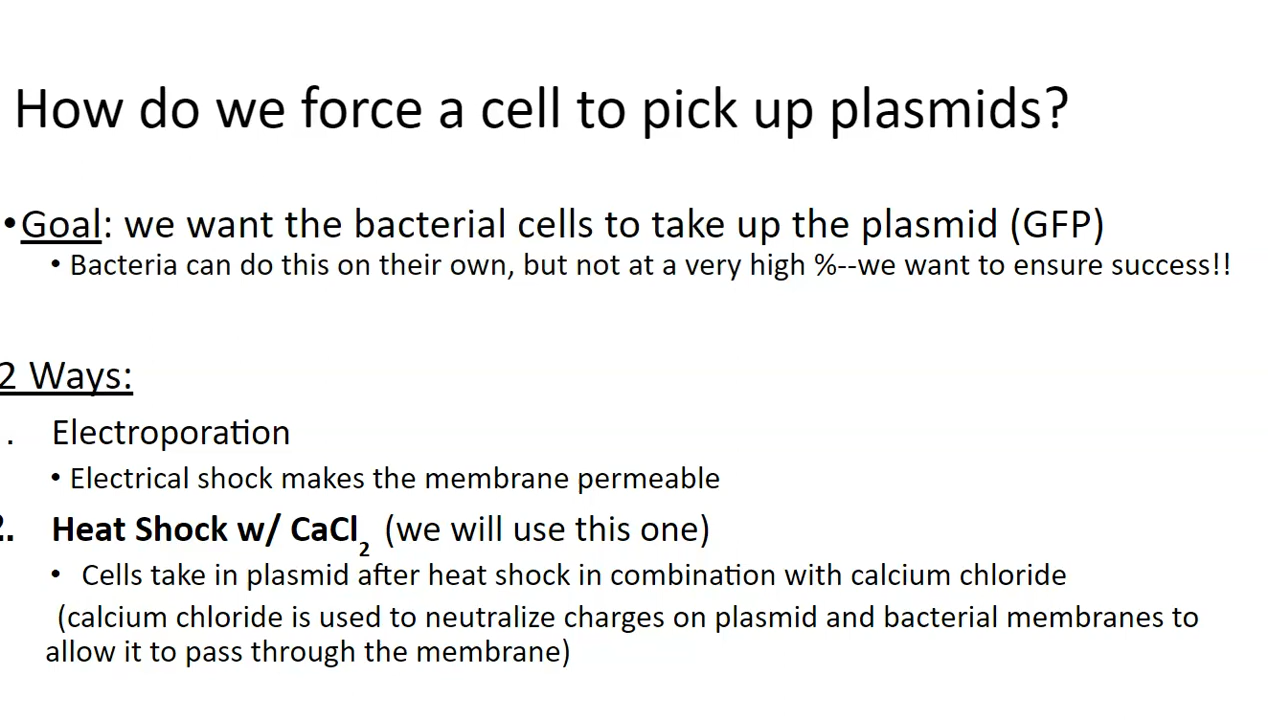 How do we force a cell to pick up plasmids?
•Goal: we want the bacterial cells to take up the plasmid (GFP)
• Bacteria can do this on their own, but not at a very high %--we want to ensure success!!
2 Ways:
. Electroporation
• Electrical shock makes the membrane permeable
2. Heat Shock w/ CaCl₂ (we will use this one)
• Cells take in plasmid after heat shock in combination with calcium chloride
(calcium chloride is used to neutralize charges on plasmid and bacterial membranes to
allow it to pass through the membrane)